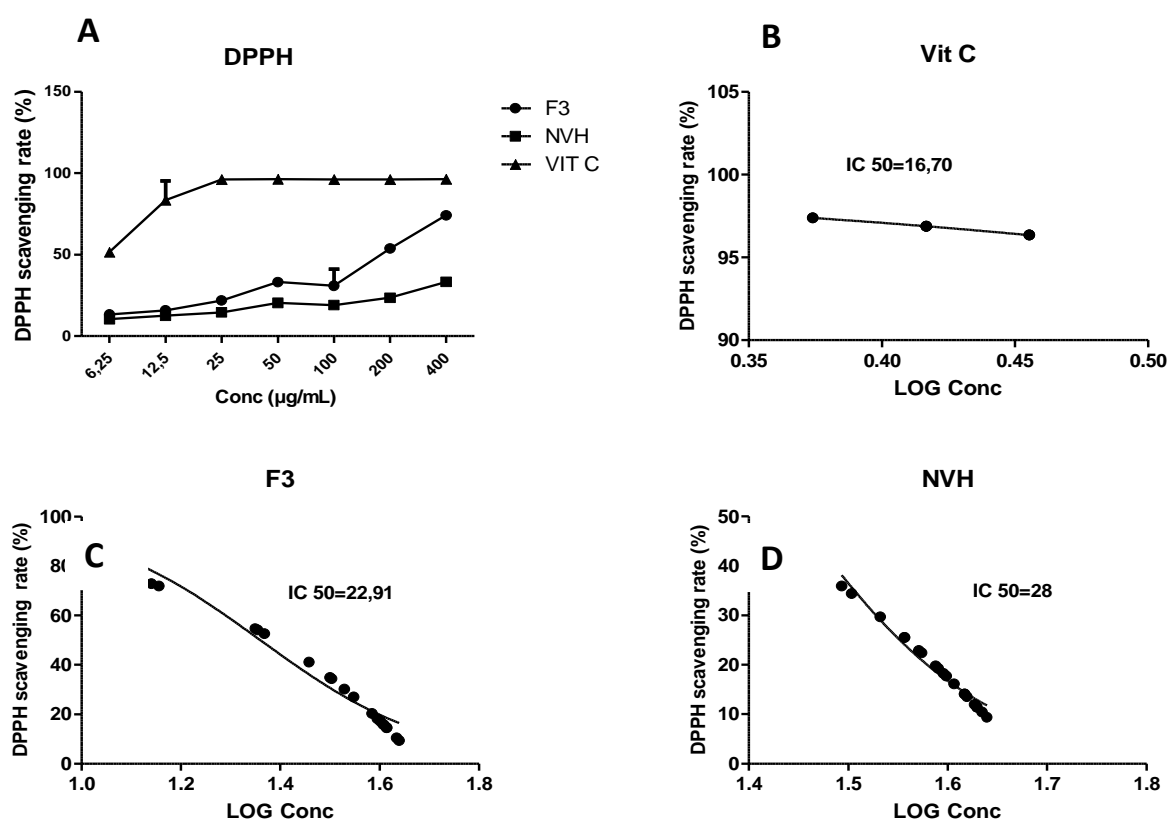 A
DPPH
DPPH scavenging rate (%)
150
100
50
0
6,25
12,5
25
50
100
200
400
Conc (µg/mL)
F3
NVH
VIT C
B
Vit C
DPPH scavenging rate (%)
105
100
95
90
IC 50=16,70
0.35
0.40
0.45
0.50
LOG Conc
C
F3
DPPH scavenging rate (%)
100
80
60
40
20
0
IC 50=22,91
1.0
1.2
1.4
1.6
1.8
LOG Conc
D
NVH
DPPH scavenging rate (%)
50
40
30
20
10
0
IC 50=28
1.4
1.5
1.6
1.7
1.8
LOG Conc